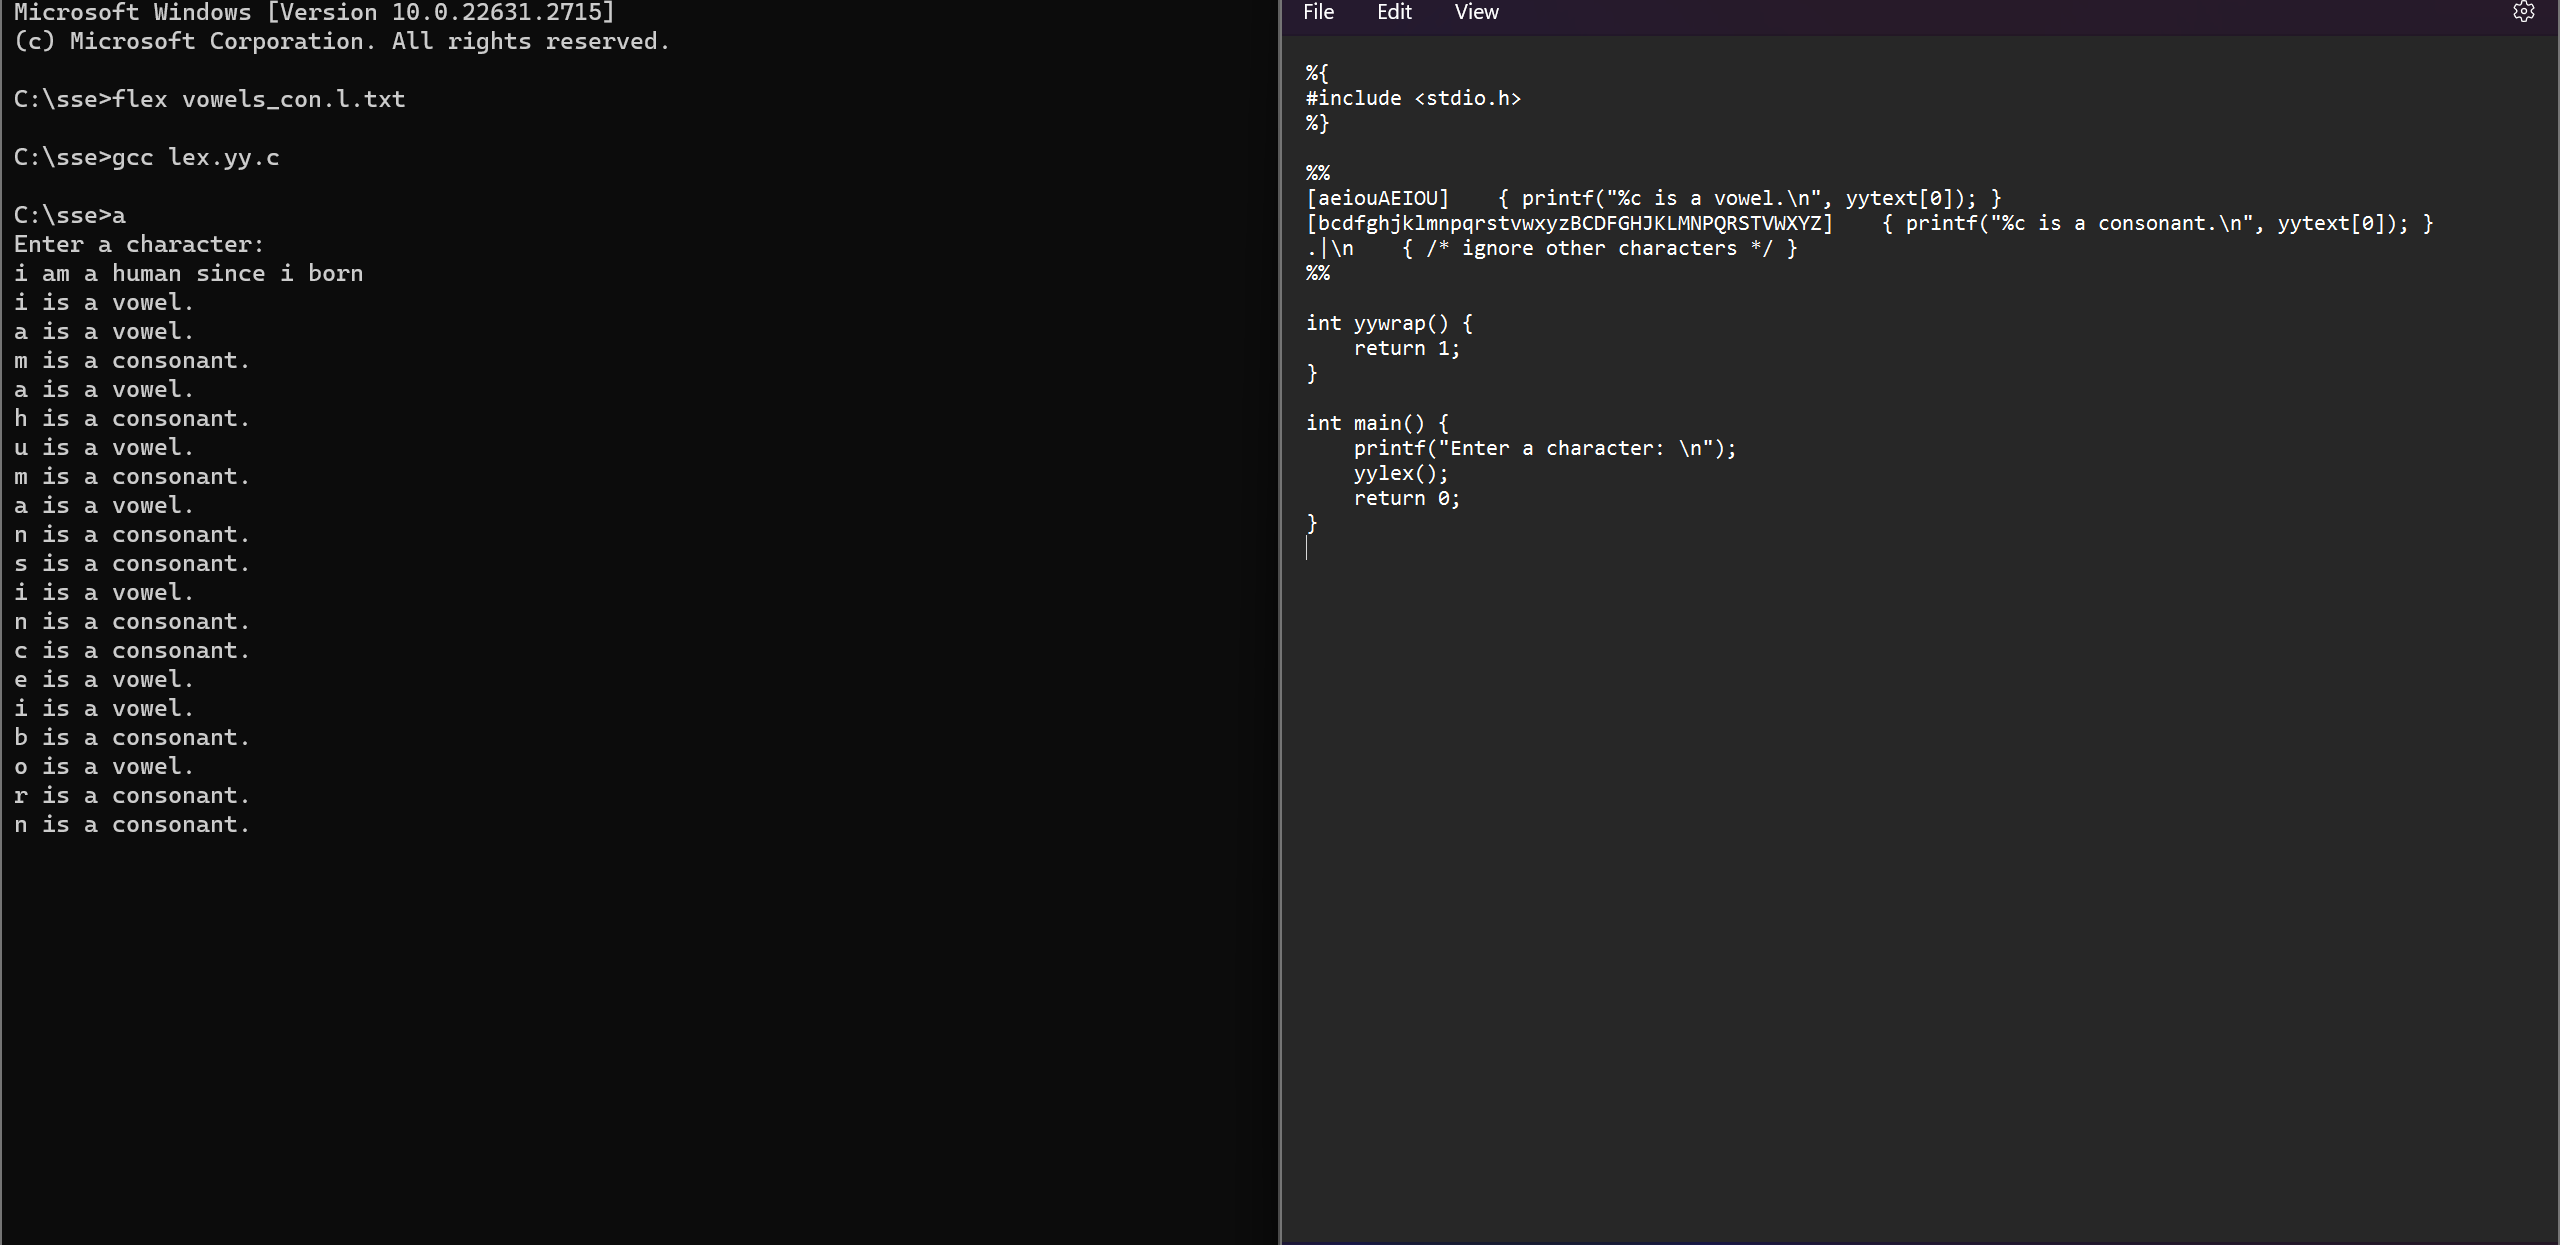 Microsoft Windows [Version 10.0.22631.2715]
(c) Microsoft Corporation. All rights reserved.
C:\sse>flex vowels_con.l.txt
C:\sse>gcc lex.yy.c
C:\sse>a
Enter a character:
i am a human since i born
i is a vowel.
a is a vowel.
m is a consonant.
a is a vowel.
h is a consonant.
u is a vowel.
m is a consonant.
a is a vowel.
n is a consonant.
s is a consonant.
i is a vowel.
n is a consonant.
c is a consonant.
e is a vowel.
i is a vowel.
b is a consonant.
o is a vowel.
r is a consonant.
n is a consonant.
File Edit View
%{
#include <stdio.h>
%}
%%
[aeiouAEIOU]    { printf("%c is a vowel.\n", yytext[0]); }
[bcdfghjklmnpqrstvwxyzBCDFGHJKLMNPQRSTVWXYZ]    { printf("%c is a consonant.\n", yytext[0]); }
.|\n    { /* ignore other characters */ }
%%
int yywrap() {
    return 1;
}
int main() {
    printf("Enter a character: \n");
    yylex();
    return 0;
}